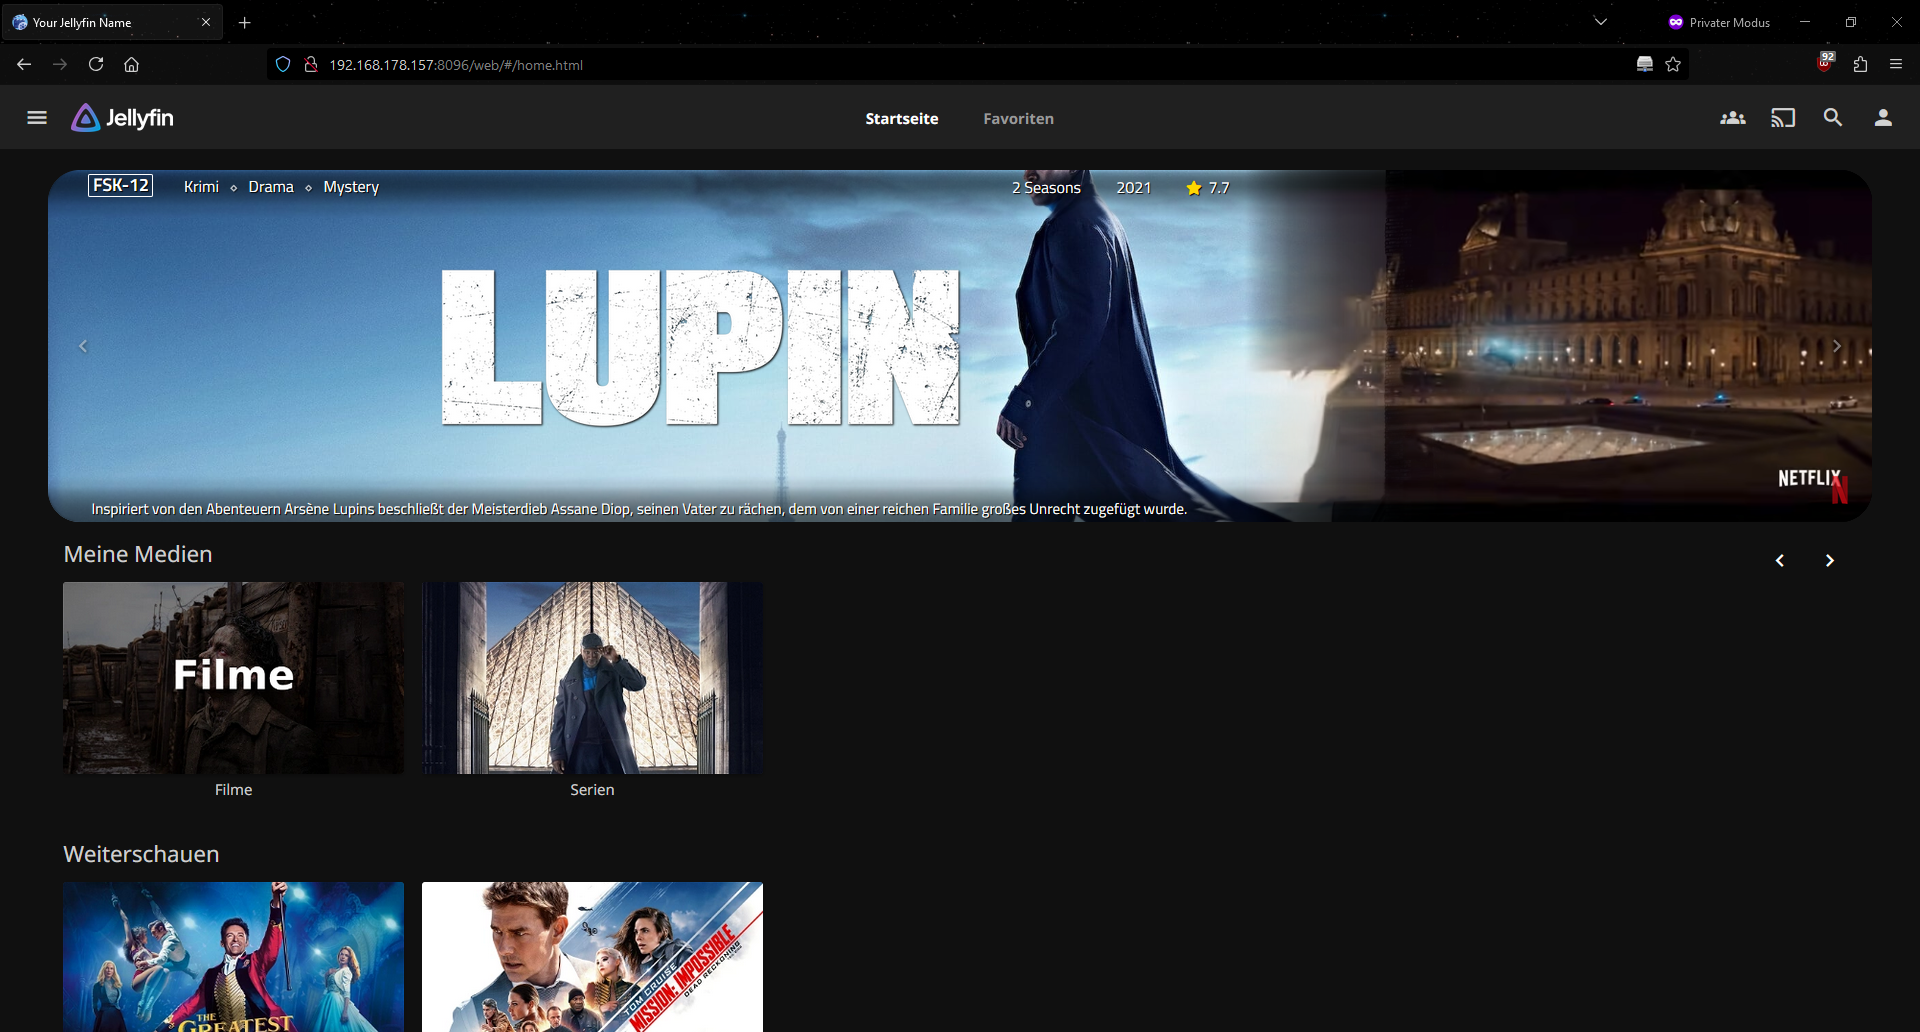 Your Jellyfin Name
Privater Modus
192.168.178.157:8096/web/#/home.html
92
Jellyfin
Startseite
Favoriten
FSK-12
Krimi
Drama
Mystery
2 Seasons
2021
7.7
LUPIN
NETFLIX
N
Inspiriert von den Abenteuern Arsène Lupins beschließt der Meisterdieb Assane Diop, seinen Vater zu rächen, dem von einer reichen Familie großes Unrecht zugefügt wurde.
Meine Medien
Filme
Filme
Serien
Weiterschauen
THE
GREATEST
TOM CRUISE
MISSION: IMPOSSIBLE
DEAD RECKONING